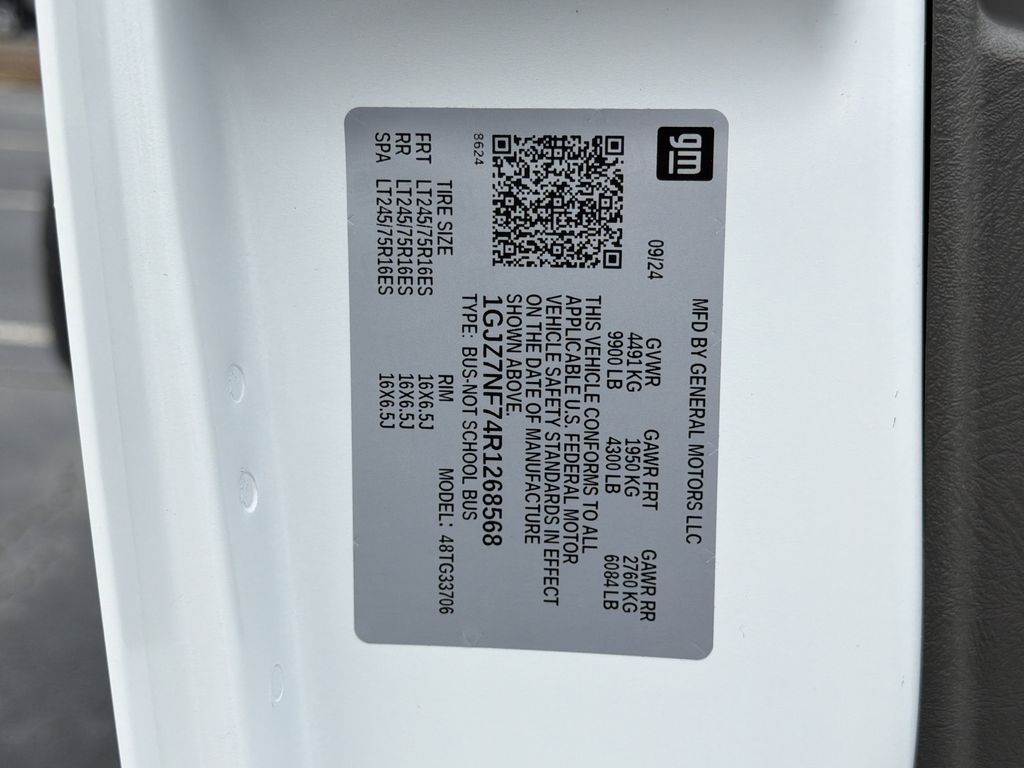 gm
MFD BY GENERAL MOTORS LLC
09/24 GVWR GAWR FRT GAWR RR
4491 KG 1950 KG 2760 KG
9900 LB 4300 LB 6084 LB
THIS VEHICLE CONFORMS TO ALL
APPLICABLE U.S. FEDERAL MOTOR
VEHICLE SAFETY STANDARDS IN EFFECT
ON THE DATE OF MANUFACTURE
SHOWN ABOVE.
1GJZ7NF74R1268568
TYPE: BUS-NOT SCHOOL BUS
8624
TIRE SIZE RIM MODEL: 48TG33706
FRT LT245/75R16ES 16X6.5J
RR LT245/75R16ES 16X6.5J
SPA LT245/75R16ES 16X6.5J